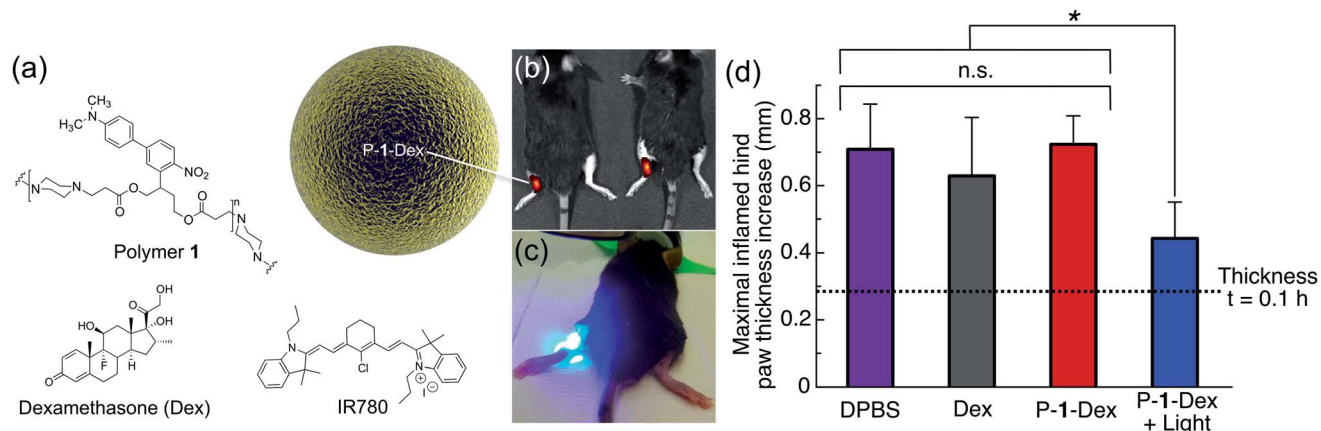 (a)
H₃C
N
CH₃
NO₂
P-1-Dex
N
N
O
O
O
O
n
N
N
Polymer 1
OH
O
HO
OH
F
H
H
O
Dexamethasone (Dex)
N
Cl
N
+
I⊖
IR780
(b)
(c)
(d)
*
n.s.
Maximal inflamed hind
paw thickness increase (mm)
0.8
0.6
0.4
0.2
0
Thickness
t = 0.1 h
DPBS
Dex
P-1-Dex
P-1-Dex
+ Light